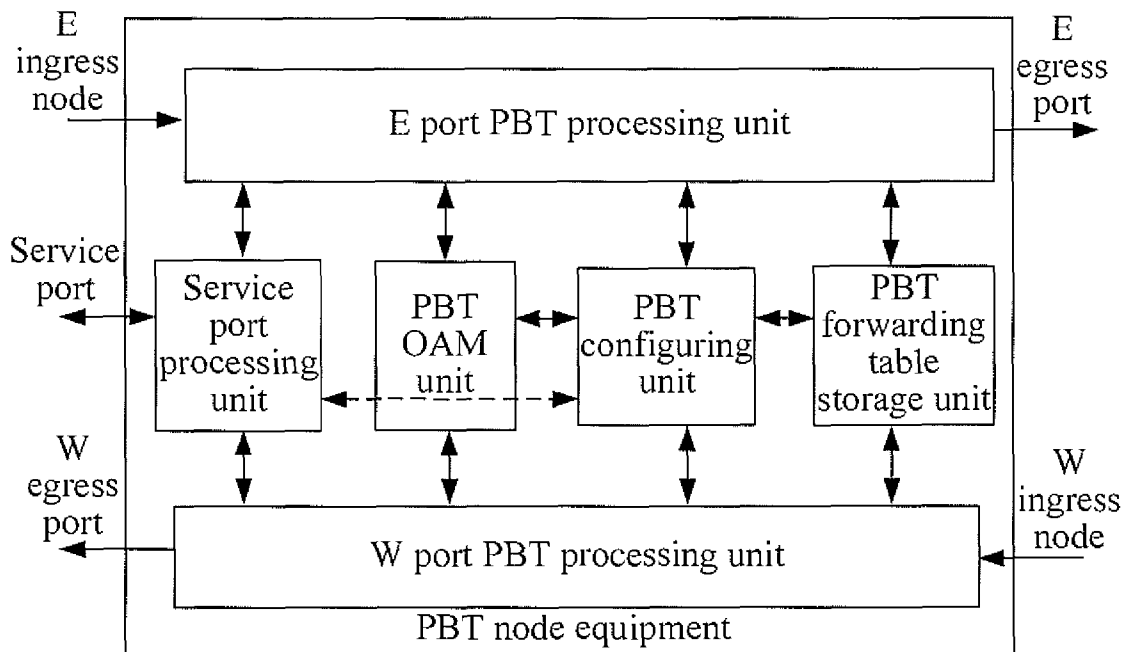 E
ingress
node
E
egress
port
E port PBT processing unit
Service
port
Service
port
processing
unit
PBT
OAM
unit
PBT
configuring
unit
PBT
forwarding
table
storage unit
W
egress
port
W
ingress
node
W port PBT processing unit
PBT node equipment